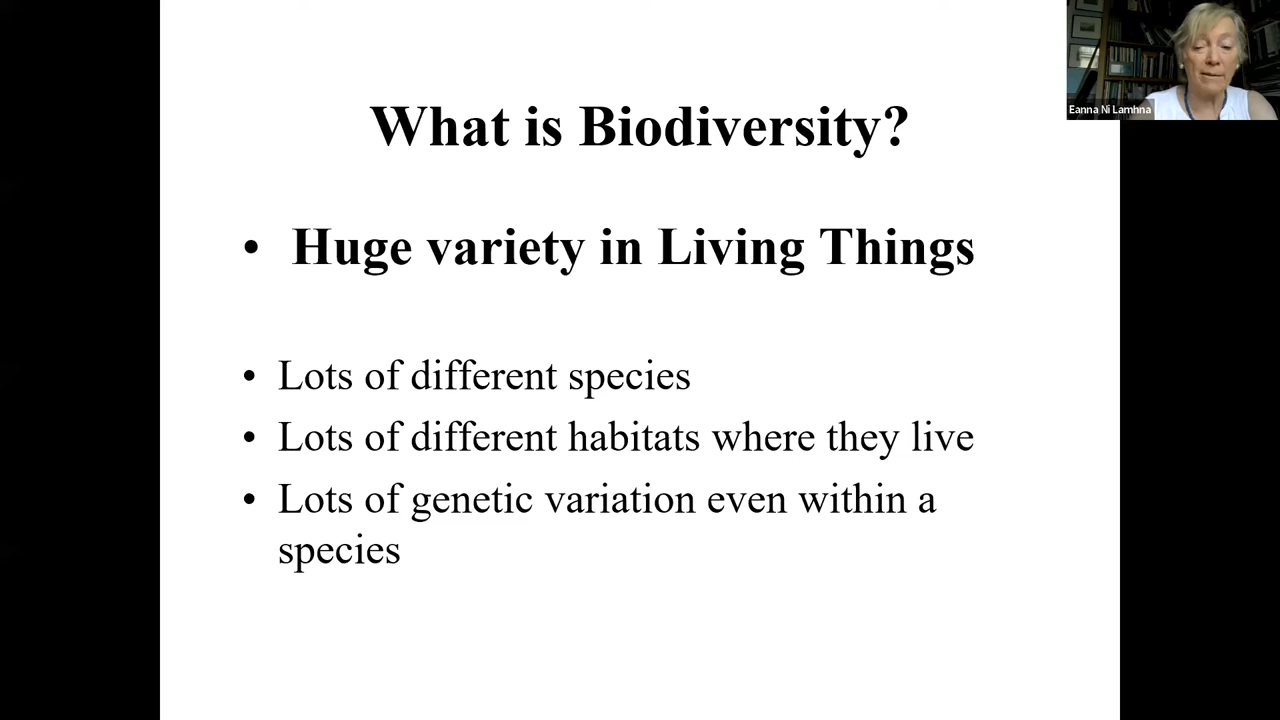 What is Biodiversity?
• Huge variety in Living Things
• Lots of different species
• Lots of different habitats where they live
• Lots of genetic variation even within a
species
Eanna Ni Lamhna